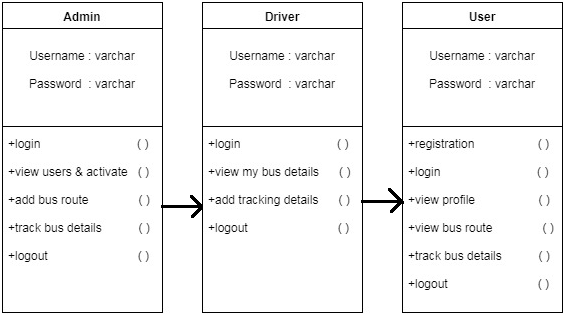 Admin
Username : varchar
Password : varchar
+login ( )
+view users & activate ( )
+add bus route ( )
+track bus details ( )
+logout ( )
Driver
Username : varchar
Password : varchar
+login ( )
+view my bus details ( )
+add tracking details ( )
+logout ( )
User
Username : varchar
Password : varchar
+registration ( )
+login ( )
+view profile ( )
+view bus route ( )
+track bus details ( )
+logout ( )